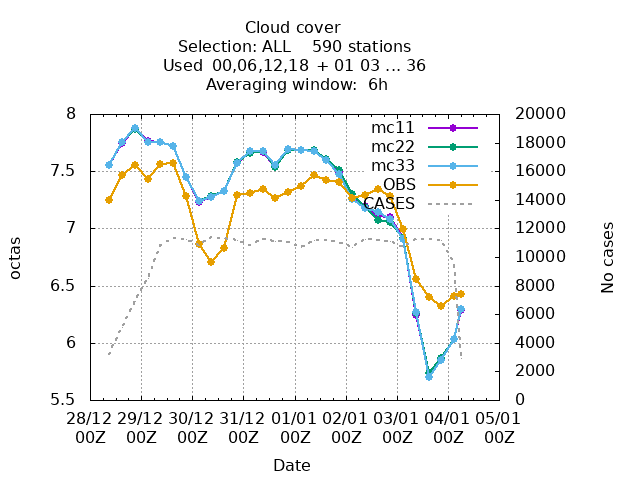 Cloud cover
Selection: ALL    590 stations
Used  00,06,12,18  + 01 03 ... 36
Averaging window:  6h
octas
8
7.5
7
6.5
6
5.5
mc11
mc22
mc33
OBS
CASES
20000
18000
16000
14000
12000
10000
8000
6000
4000
2000
0
No cases
28/12 29/12 30/12 31/12 01/01 02/01 03/01 04/01 05/01
00Z 00Z 00Z 00Z 00Z 00Z 00Z 00Z 00Z
Date